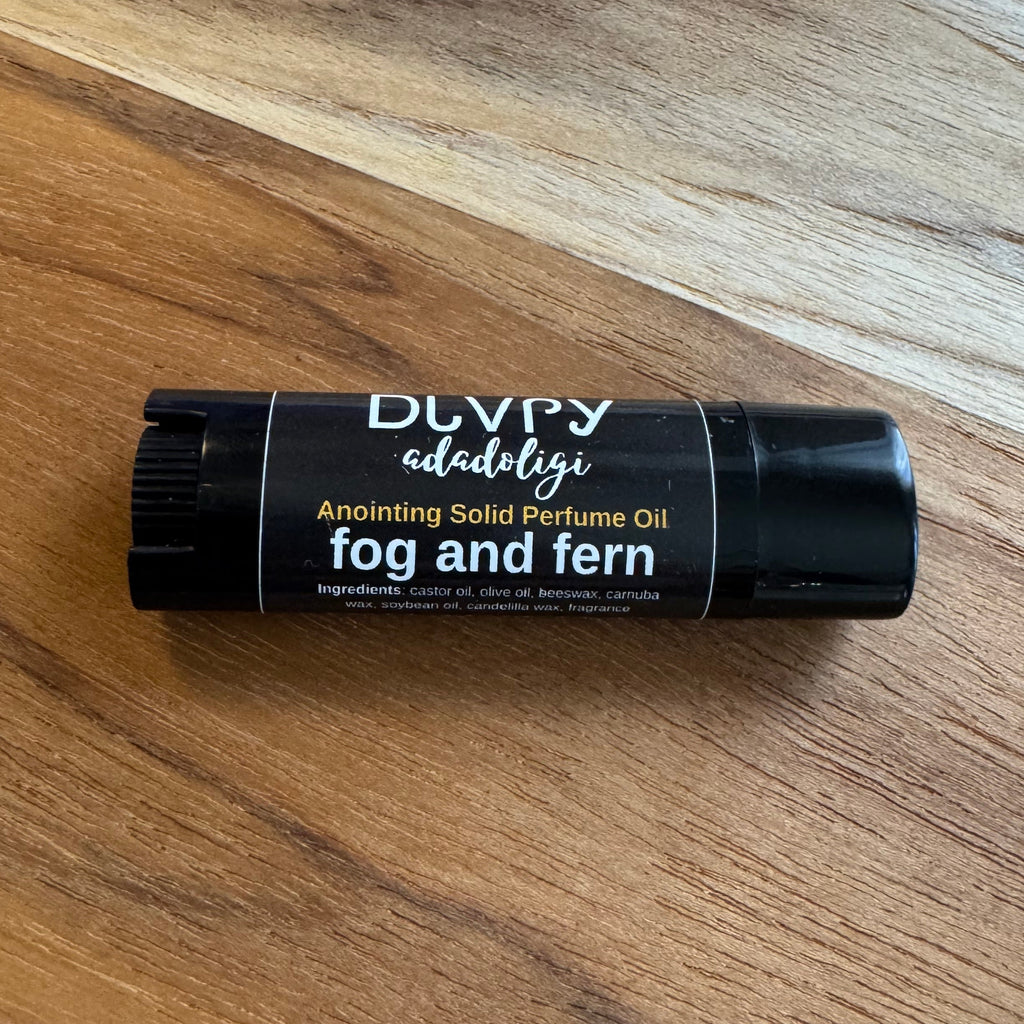 ᎠᏓᏙᎵᎩ
adadoligi
Anointing Solid Perfume Oil
fog and fern
Ingredients: castor oil, olive oil, beeswax, carnuba
wax, soybean oil, candelilla wax, fragrance